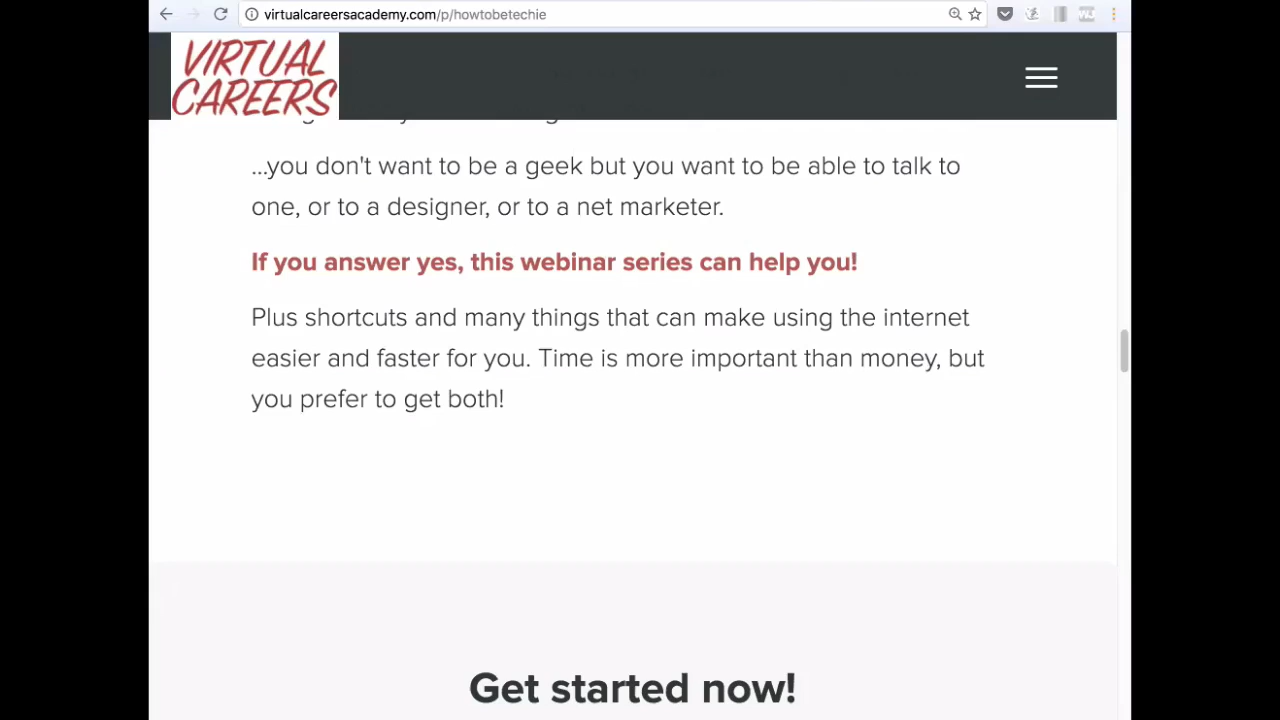 virtualcareersacademy.com/p/howtobetechie
VIRTUAL
CAREERS
...you don't want to be a geek but you want to be able to talk to
one, or to a designer, or to a net marketer.
If you answer yes, this webinar series can help you!
Plus shortcuts and many things that can make using the internet
easier and faster for you. Time is more important than money, but
you prefer to get both!
Get started now!